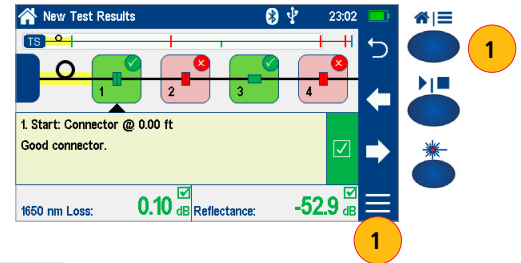 New Test Results 23:02
TS
1 2 3 4
1. Start: Connector @ 0.00 ft
Good connector.
1650 nm Loss: 0.10 dB Reflectance: -52.9 dB
1
1